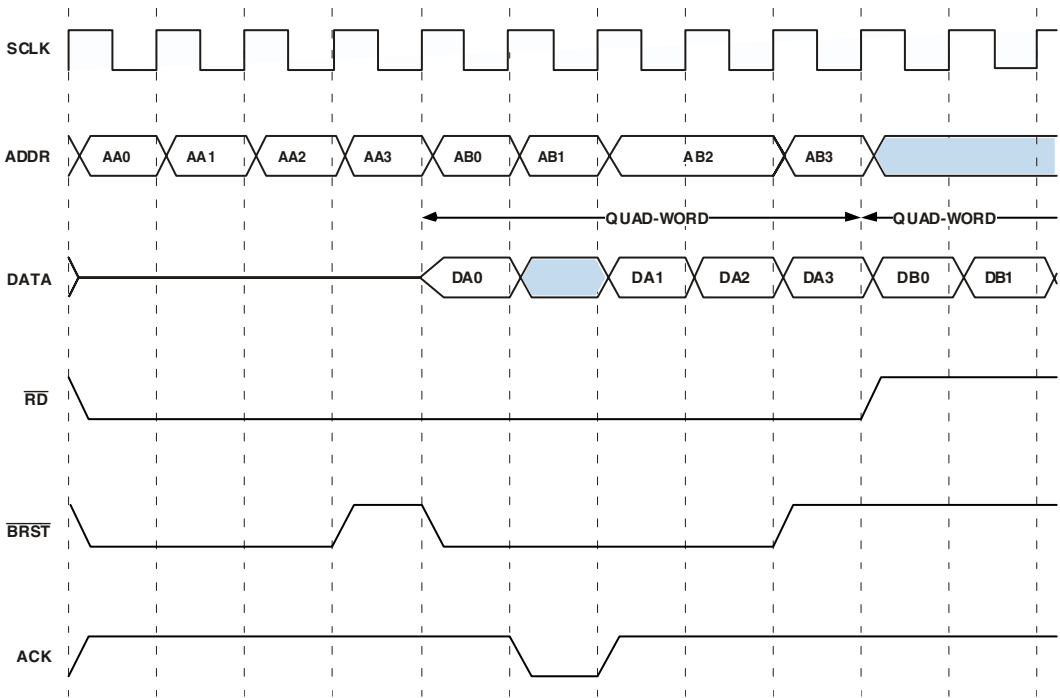 SCLK
ADDR AA0 AA1 AA2 AA3 AB0 AB1 AB2 AB3
QUAD-WORD QUAD-WORD
DATA DA0 DA1 DA2 DA3 DB0 DB1
RD
BRST
ACK